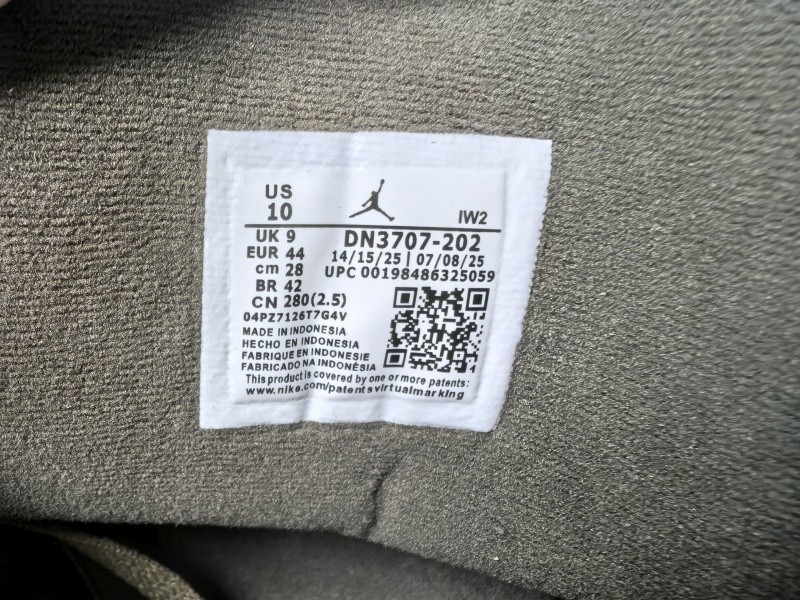 US
10
IW2
UK 9
EUR 44
cm 28
BR 42
CN 280(2.5)
DN3707-202
14/15/25 | 07/08/25
UPC 00198486325059
04PZ7126T7G4V
MADE IN INDONESIA
HECHO EN INDONESIA
FABRIQUE EN INDONESIE
FABRICADO NA INDONÉSIA
This product is covered by one or more patents:
www.nike.com/patentsvirtualmarking